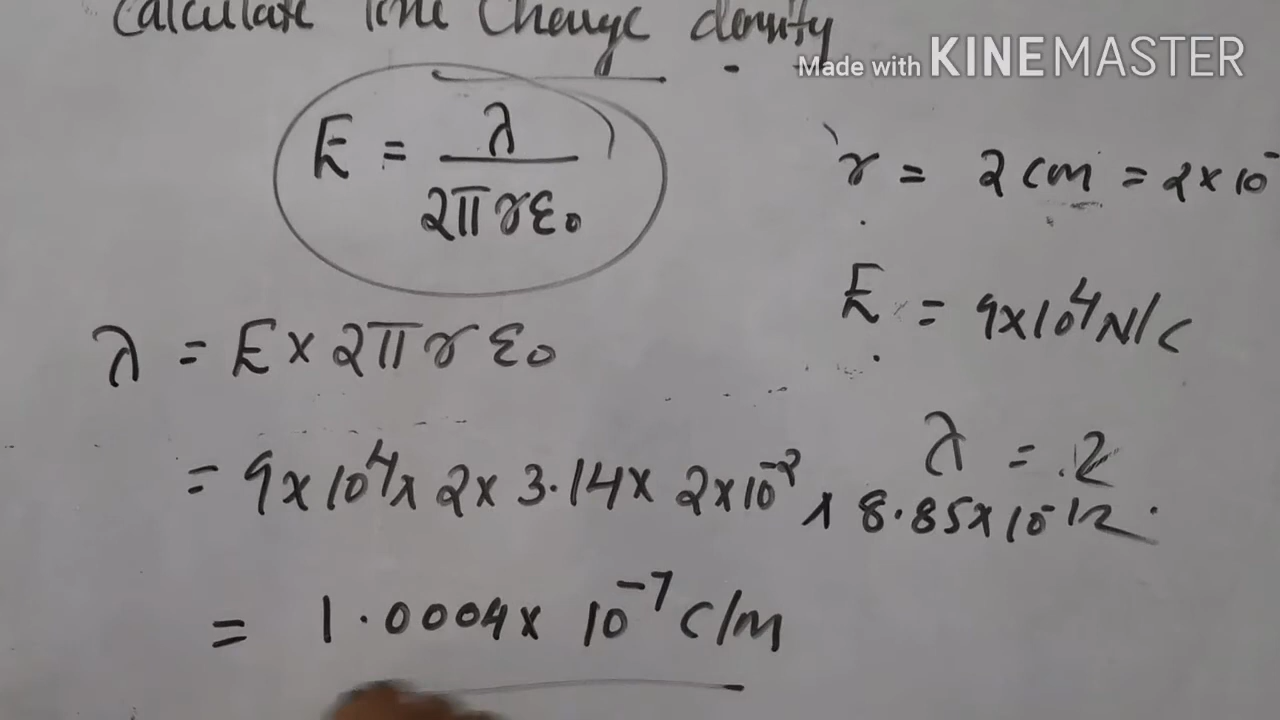 Calculate line Charge density
Made with KINEMASTER
E = λ / 2πrε₀
r = 2 cm = 2×10⁻
E = 9×10⁴ N/C
λ = E × 2πrε₀
λ = ?
= 9×10⁴ × 2 × 3.14 × 2×10⁻² × 8.85×10⁻¹²
= 1.0004 × 10⁻⁷ C/m